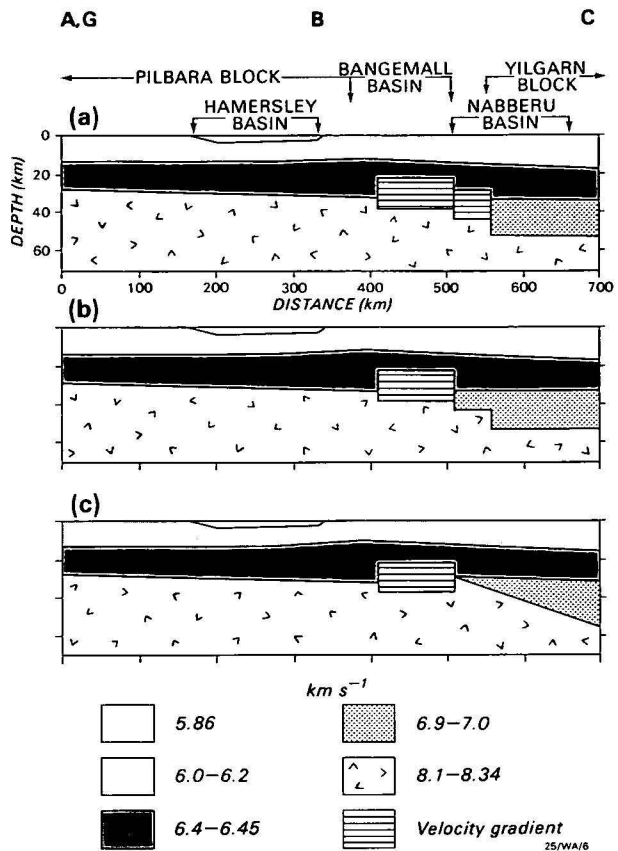 A,G B C
PILBARA BLOCK BANGEMALL BASIN YILGARN BLOCK
HAMERSLEY BASIN NABBERU BASIN
(a)
0
20
40
60
DEPTH (km)
0 100 200 300 400 500 600 700
DISTANCE (km)
(b)
(c)
km s⁻¹
5.86 6.9–7.0
6.0–6.2 8.1–8.34
6.4–6.45 Velocity gradient
25/WA/6